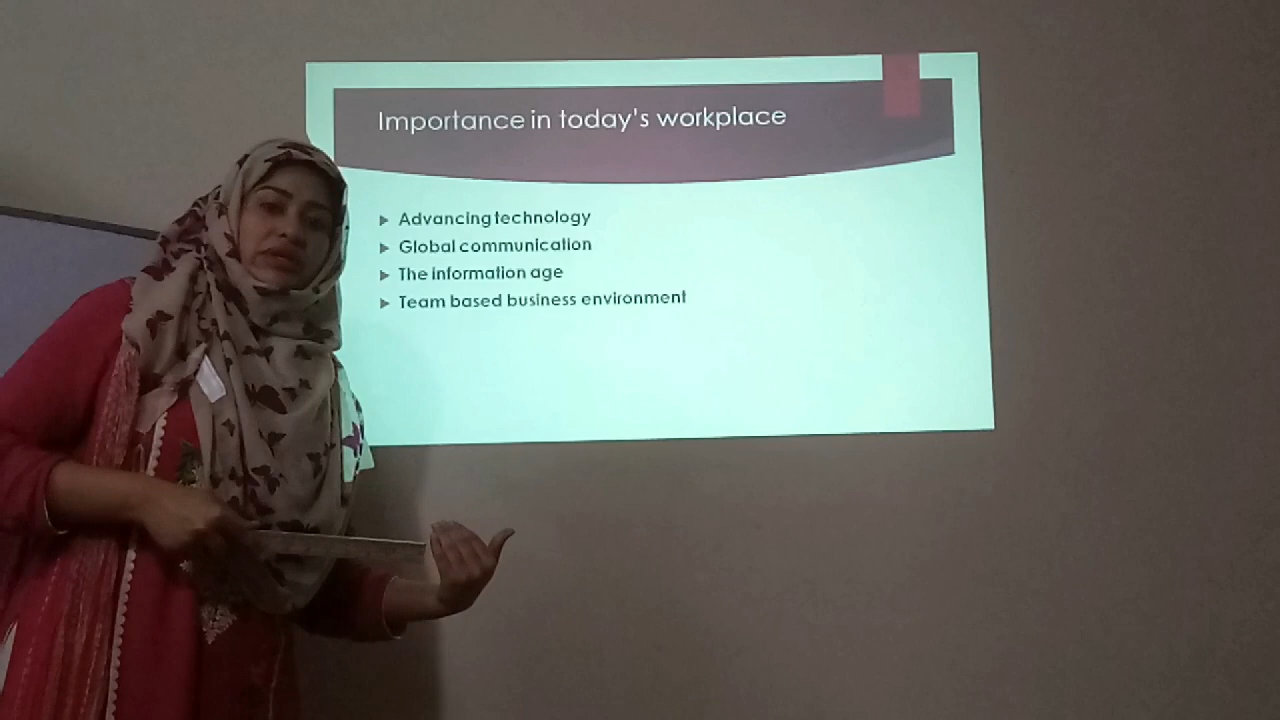 Importance in today's workplace
Advancing technology
Global communication
The information age
Team based business environment